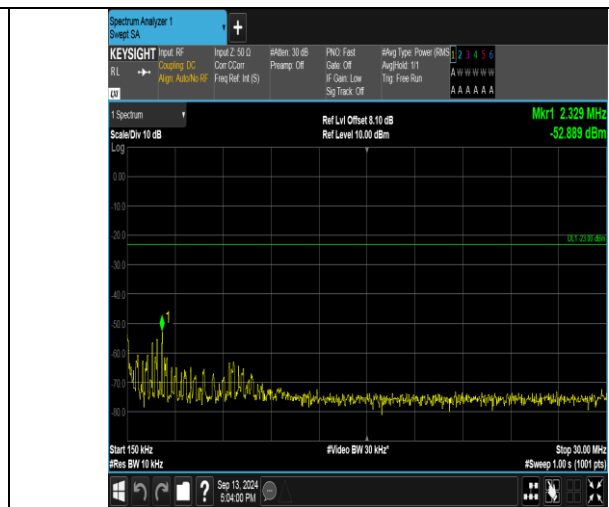 Spectrum Analyzer 1
Swept SA
+
KEYSIGHT
RL
Input: RF
Coupling: DC
Align: Auto/No RF
Input Z: 50 Ω
Corr CCorr
Freq Ref: Int (S)
#Atten: 30 dB
Preamp: Off
PNO: Fast
Gate: Off
IF Gain: Low
Sig Track: Off
#Avg Type: Power (RMS
Avg|Hold: 1/1
Trig: Free Run
1 2 3 4 5 6
A W W W W W
A A A A A A
1 Spectrum
Scale/Div 10 dB
Ref Lvl Offset 8.10 dB
Ref Level 10.00 dBm
Mkr1 2.329 MHz
-52.889 dBm
Log
0.00
-10.0
-20.0
DL1 -23.00 dBm
-30.0
-40.0
-50.0
1
-60.0
-70.0
-80.0
Start 150 kHz
#Res BW 10 kHz
#Video BW 30 kHz*
Stop 30.00 MHz
#Sweep 1.00 s (1001 pts)
?
Sep 13, 2024
5:04:00 PM